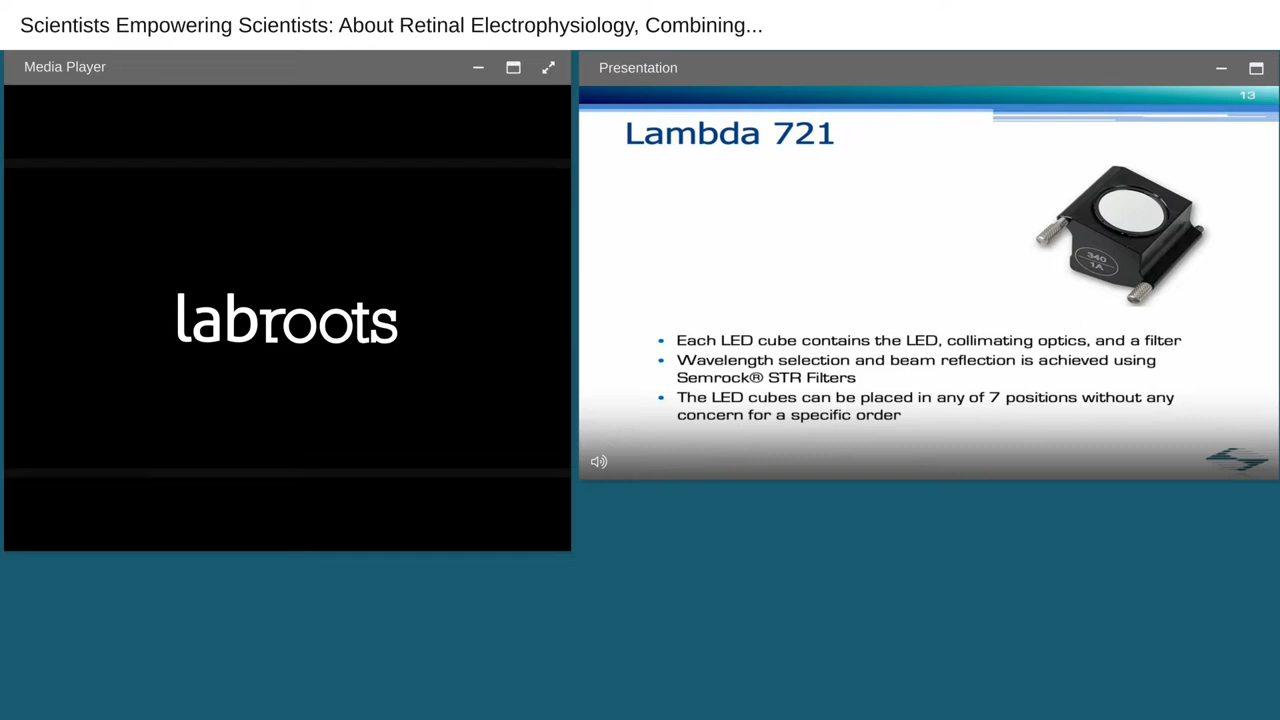 Scientists Empowering Scientists: About Retinal Electrophysiology, Combining...
Media Player
Presentation
labroots
13
Lambda 721
340
1A
• Each LED cube contains the LED, collimating optics, and a filter
• Wavelength selection and beam reflection is achieved using
Semrock® STR Filters
• The LED cubes can be placed in any of 7 positions without any
concern for a specific order